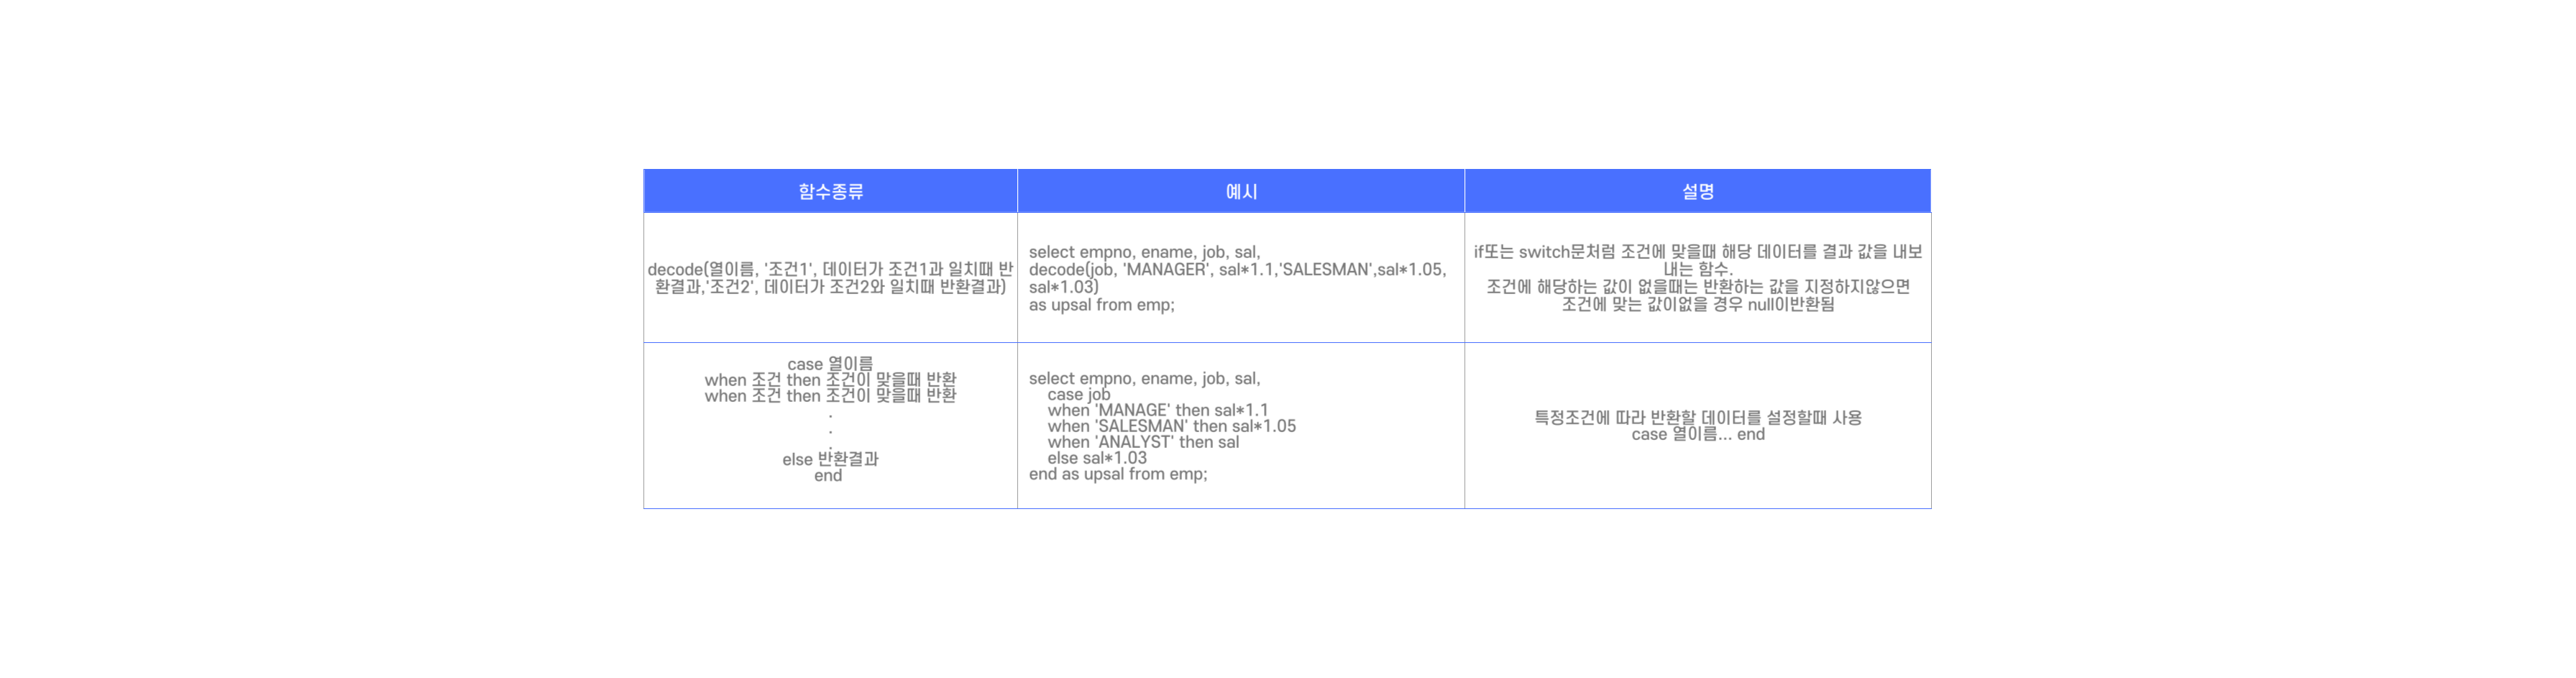 함수종류
예시
설명
decode(열이름, '조건1', 데이터가 조건1과 일치때 반
환결과,'조건2', 데이터가 조건2와 일치때 반환결과)
select empno, ename, job, sal,
decode(job, 'MANAGER', sal*1.1,'SALESMAN',sal*1.05,
sal*1.03)
as upsal from emp;
if또는 switch문처럼 조건에 맞을때 해당 데이터를 결과 값을 내보
내는 함수.
조건에 해당하는 값이 없을때는 반환하는 값을 지정하지않으면
조건에 맞는 값이없을 경우 null이반환됨
case 열이름
when 조건 then 조건이 맞을때 반환
when 조건 then 조건이 맞을때 반환
.
.
.
else 반환결과
end
select empno, ename, job, sal,
case job
when 'MANAGE' then sal*1.1
when 'SALESMAN' then sal*1.05
when 'ANALYST' then sal
else sal*1.03
end as upsal from emp;
특정조건에 따라 반환할 데이터를 설정할때 사용
case 열이름... end